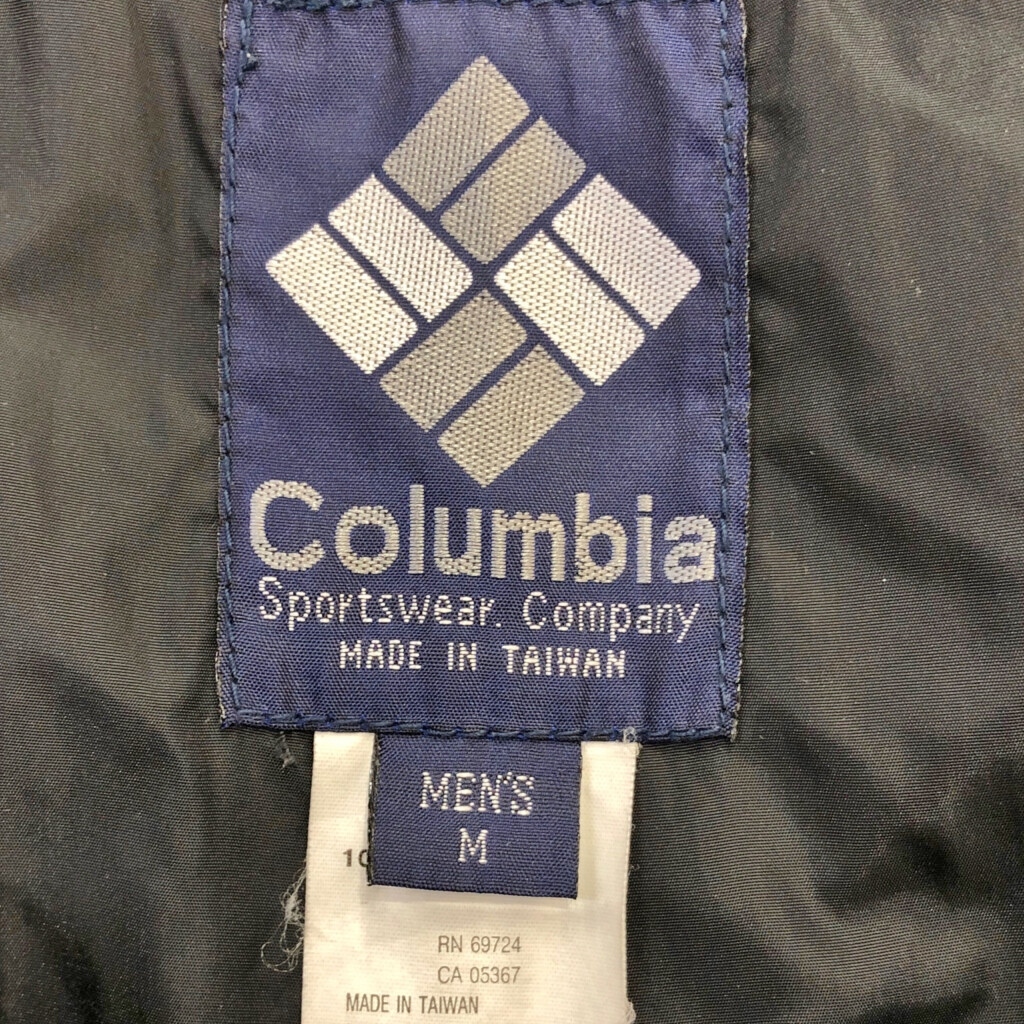 Columbia
Sportswear. Company
MADE IN TAIWAN
MEN'S
M
RN 69724
CA 05367
MADE IN TAIWAN